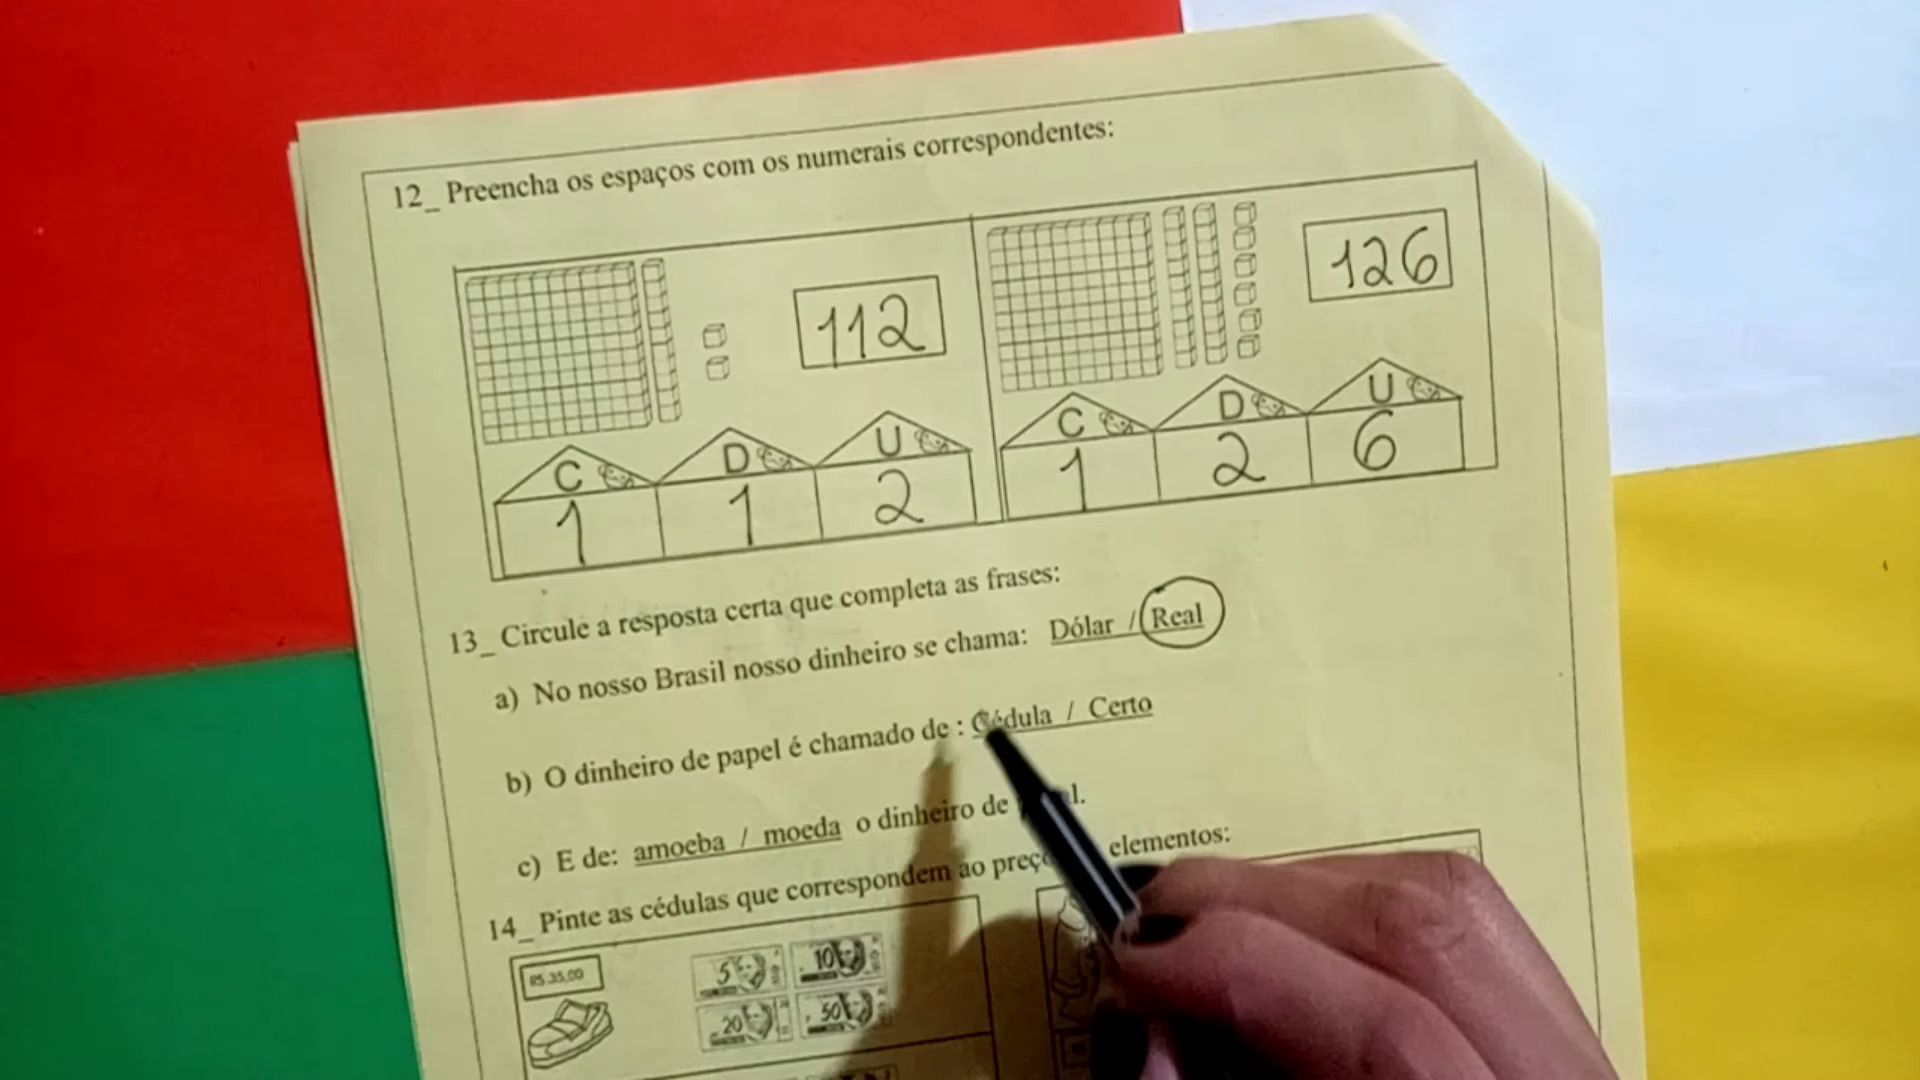 12_ Preencha os espaços com os numerais correspondentes:
112
126
C D U
1 1 2
C D U
1 2 6
13_ Circule a resposta certa que completa as frases:
a) No nosso Brasil nosso dinheiro se chama: Dólar / Real
b) O dinheiro de papel é chamado de : Cédula / Certo
c) E de: amoeba / moeda o dinheiro de
14_ Pinte as cédulas que correspondem ao preço elementos:
R$ 35,00
5 10
20 50